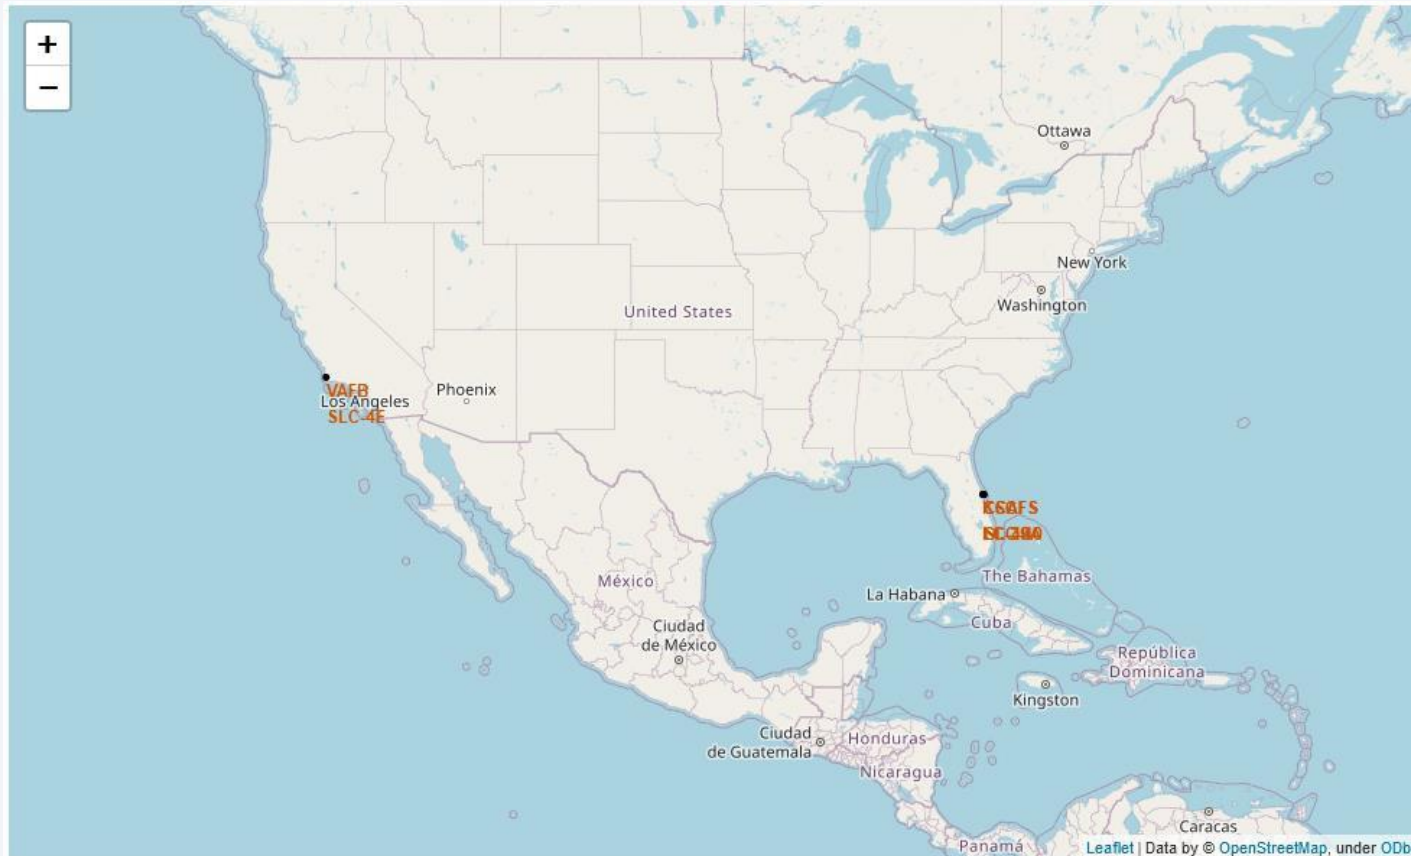 +
−
Ottawa
New York
Washington
United States
Phoenix
VAFB
Los Angeles
SLC-4E
The Bahamas
La Habana
México
Cuba
Ciudad
de México
República
Dominicana
Kingston
Ciudad
de Guatemala
Honduras
Nicaragua
Caracas
Panamá
Leaflet | Data by © OpenStreetMap, under ODb